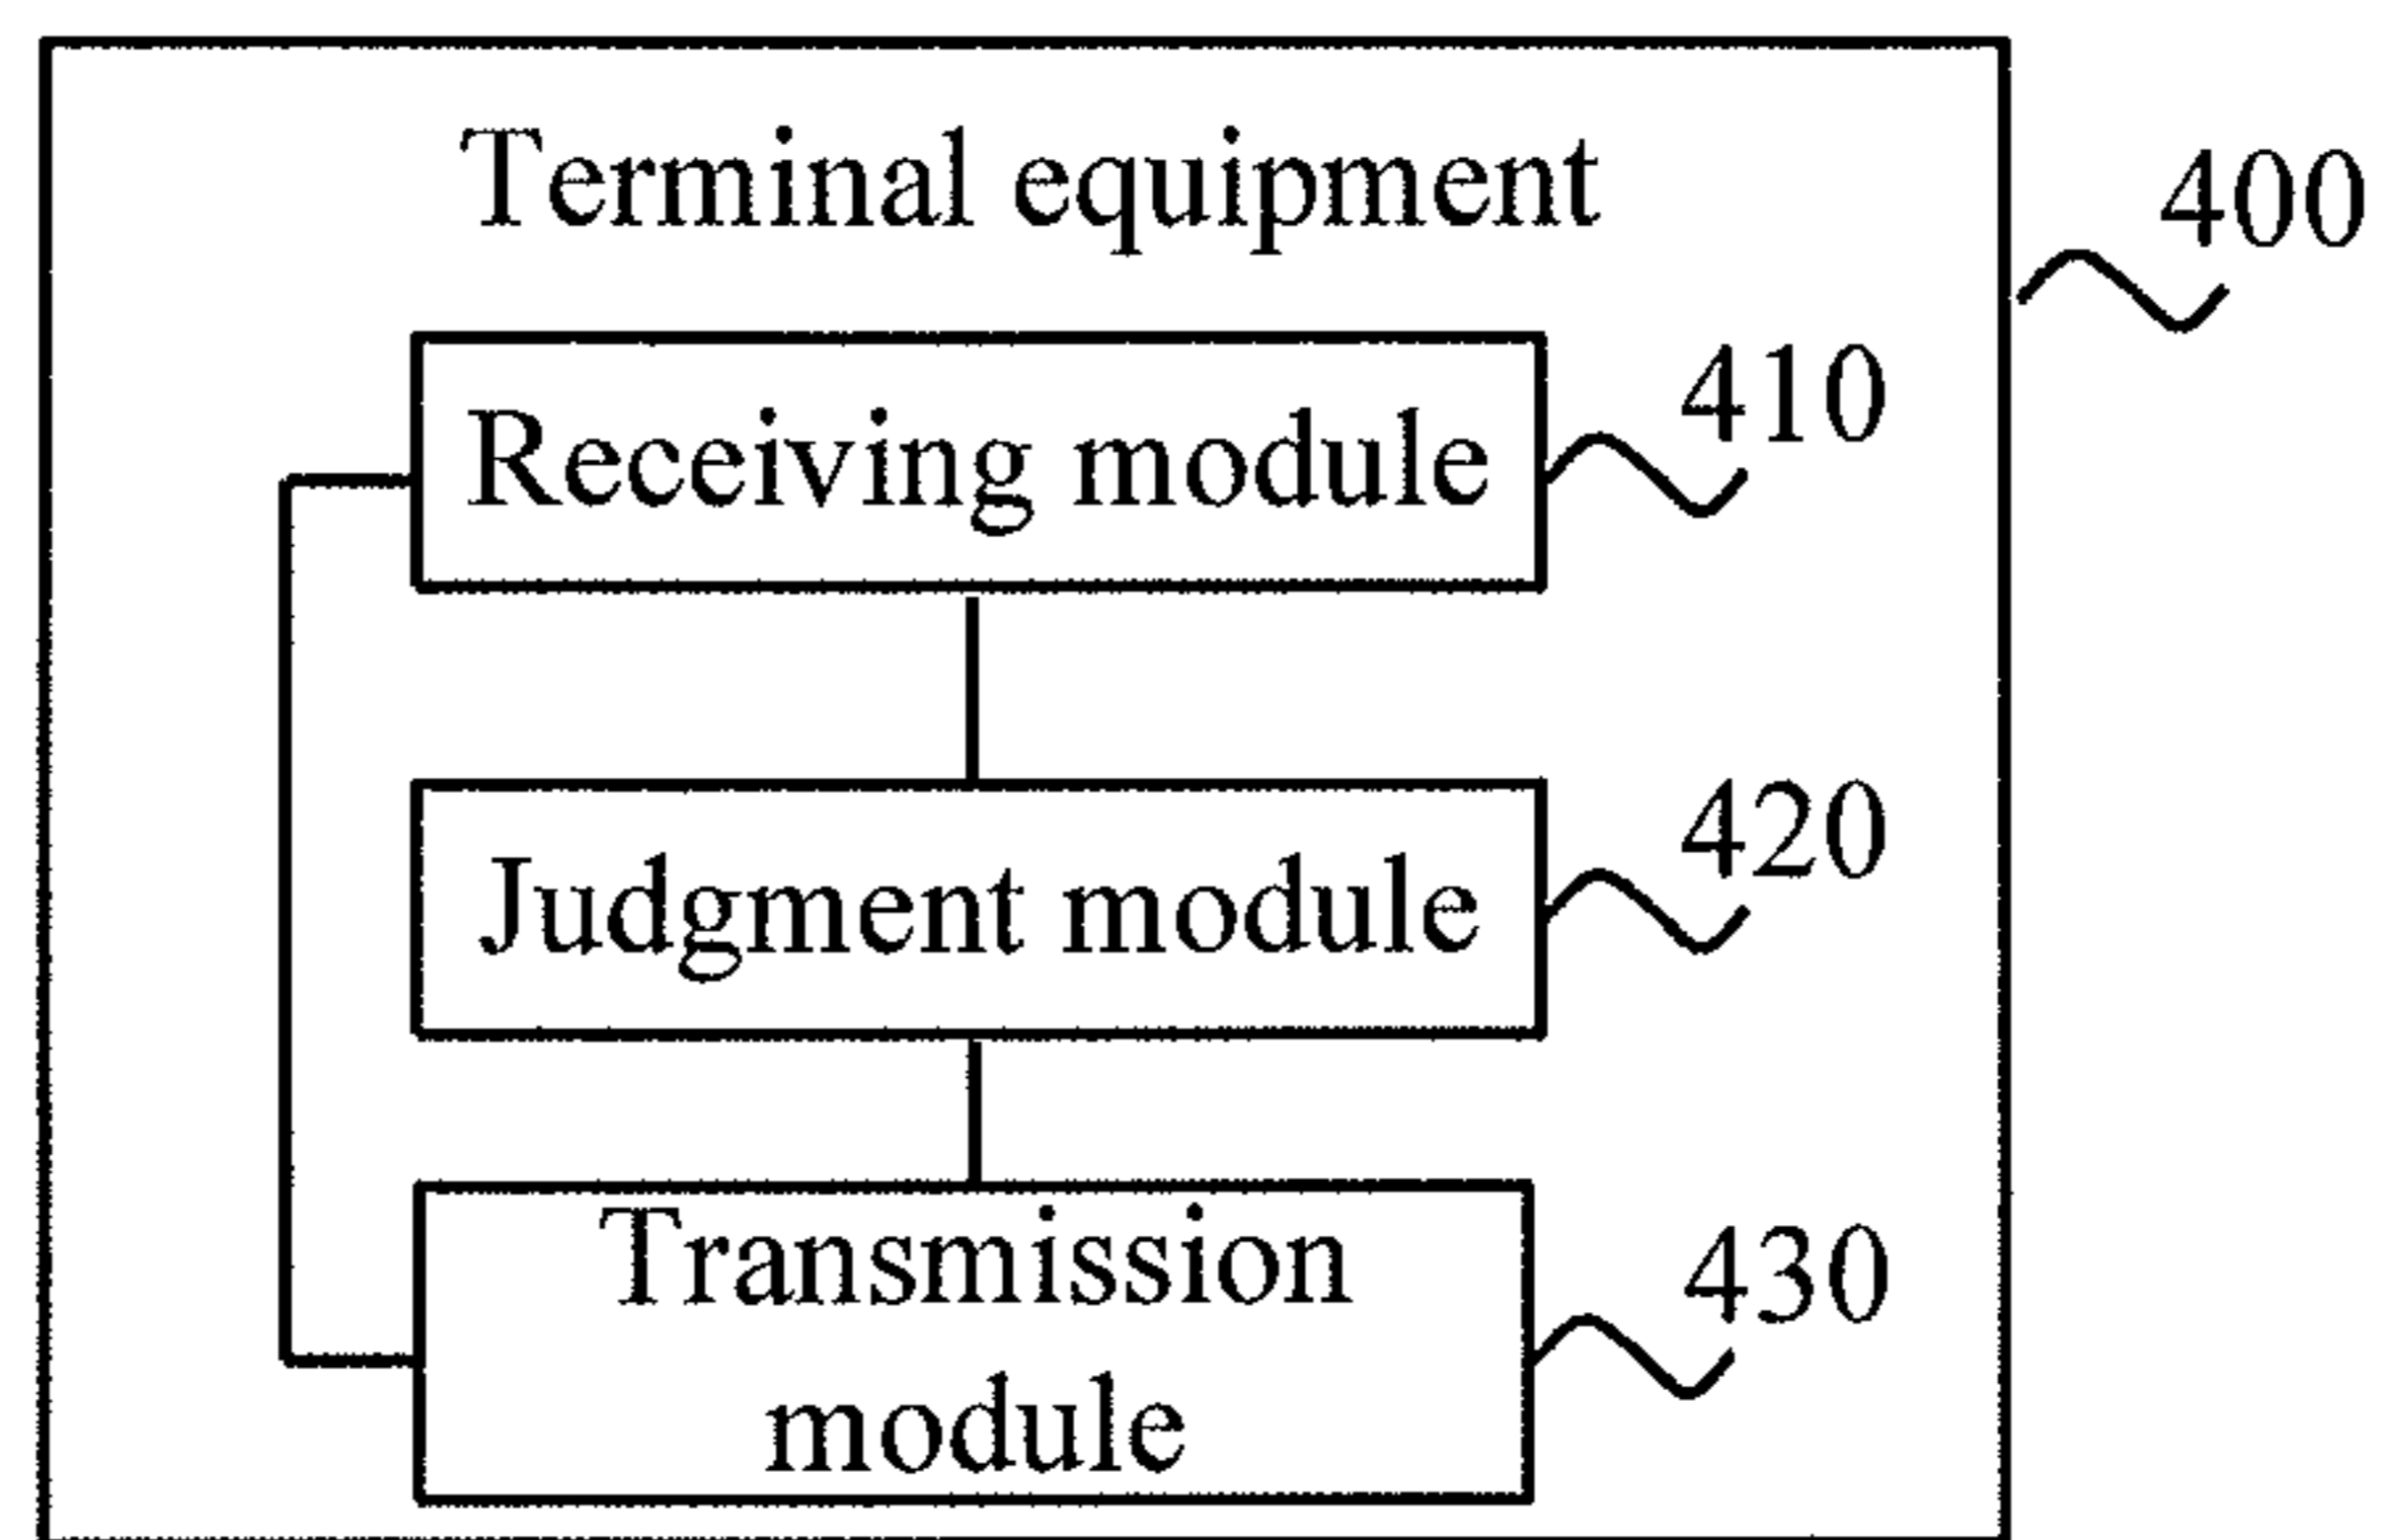 Terminal equipment
400
Receiving module
410
Judgment module
420
Transmission
module
430